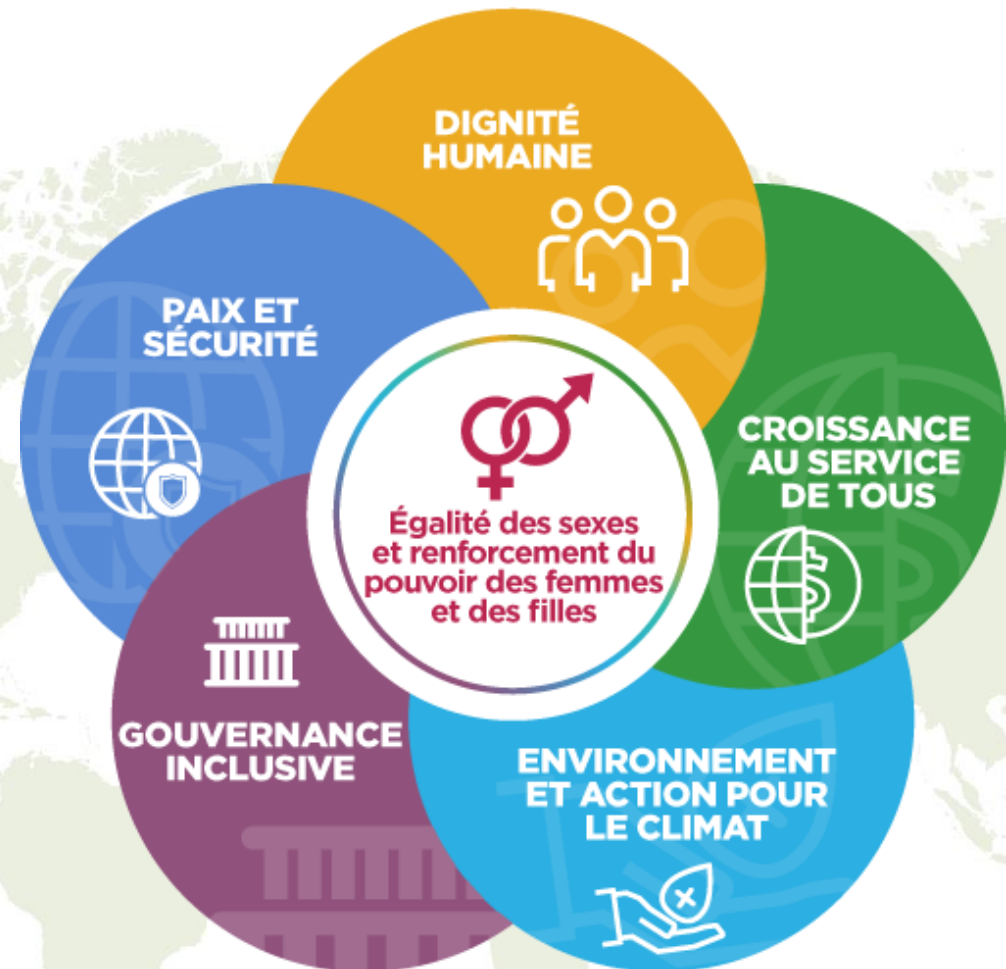 DIGNITÉ
HUMAINE
PAIX ET
SÉCURITÉ
CROISSANCE
AU SERVICE
DE TOUS
Égalité des sexes
et renforcement du
pouvoir des femmes
et des filles
GOUVERNANCE
INCLUSIVE
ENVIRONNEMENT
ET ACTION POUR
LE CLIMAT